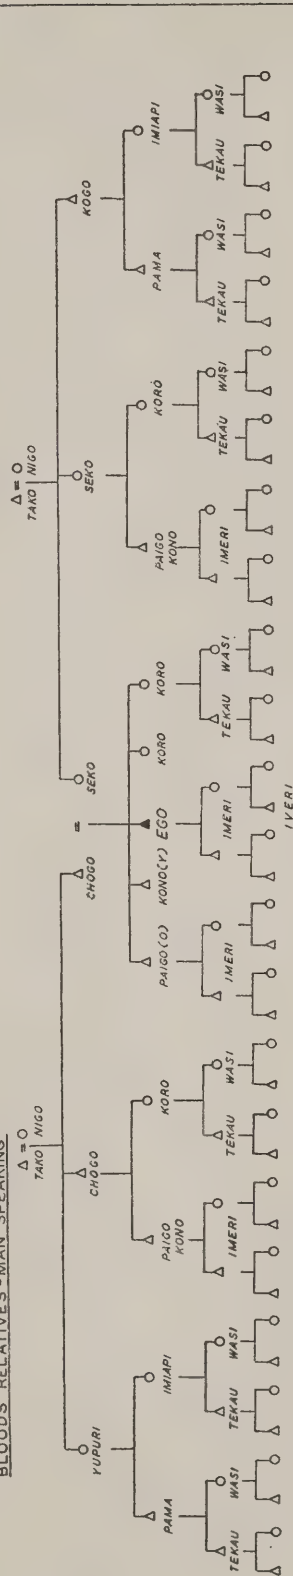 BLOODS RELATIVES - MAN SPEAKING
TAKO NIGO TAKO NIGO
YUPURI CHOGO CHOGO SEKO SEKO KOGO
PAMA IMIAPI PAIGO KORO PAIGO(O) KONO(Y) EGO KORO KORO PAIGO KORO PAMA IMIAPI
KONO KONO
TEKAU WASI TEKAU WASI IMERI TEKAU WASI IMERI IMERI TEKAU WASI IMERI TEKAU WASI TEKAU WASI TEKAU WASI
IVERI